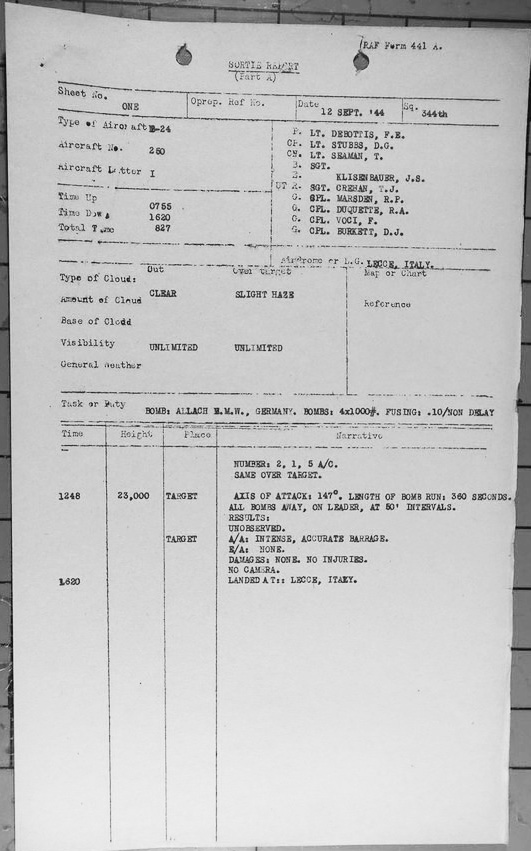 RAF Form 441 A.
SORTIE REPORT
(Part A)
Sheet No. ONE
Oprep. Ref No.
Date 12 SEPT. '44
Sq. 344th
Type of Aircraft B-24
Aircraft No. 260
Aircraft Letter I
Time Up 0755
Time Down 1620
Total Time 827
P. LT. DEBOTTIS, F.E.
CP. LT. STUBBS, D.G.
CN. LT. SEAMAN, T.
B. SGT.
E. KLISENBAUER, J.S.
UT R. SGT. CREHAN, T.J.
G. CPL. MARSDEN, R.P.
G. CPL. DUQUETTE, R.A.
G. CPL. VOCI, F.
G. CPL. BURKETT, D.J.
Airdrome or L.G. LECCE, ITALY.
Out Over target Map or Chart
Type of Cloud:
Amount of Cloud CLEAR SLIGHT HAZE Reference
Base of Clodd
Visibility UNLIMITED UNLIMITED
General Weather
Task or Duty BOMB: ALLACH B.M.W., GERMANY. BOMBS: 4x1000#. FUSING: .10/NON DELAY
Time Height Place Narrative
NUMBER: 2, 1, 5 A/C.
SAME OVER TARGET.
1248 23,000 TARGET AXIS OF ATTACK: 147°. LENGTH OF BOMB RUN: 360 SECONDS.
ALL BOMBS AWAY, ON LEADER, AT 50' INTERVALS.
RESULTS:
UNOBSERVED.
TARGET A/A: INTENSE, ACCURATE BARRAGE.
E/A: NONE.
DAMAGES: NONE. NO INJURIES.
NO CAMERA.
1620 LANDED AT:: LECCE, ITALY.